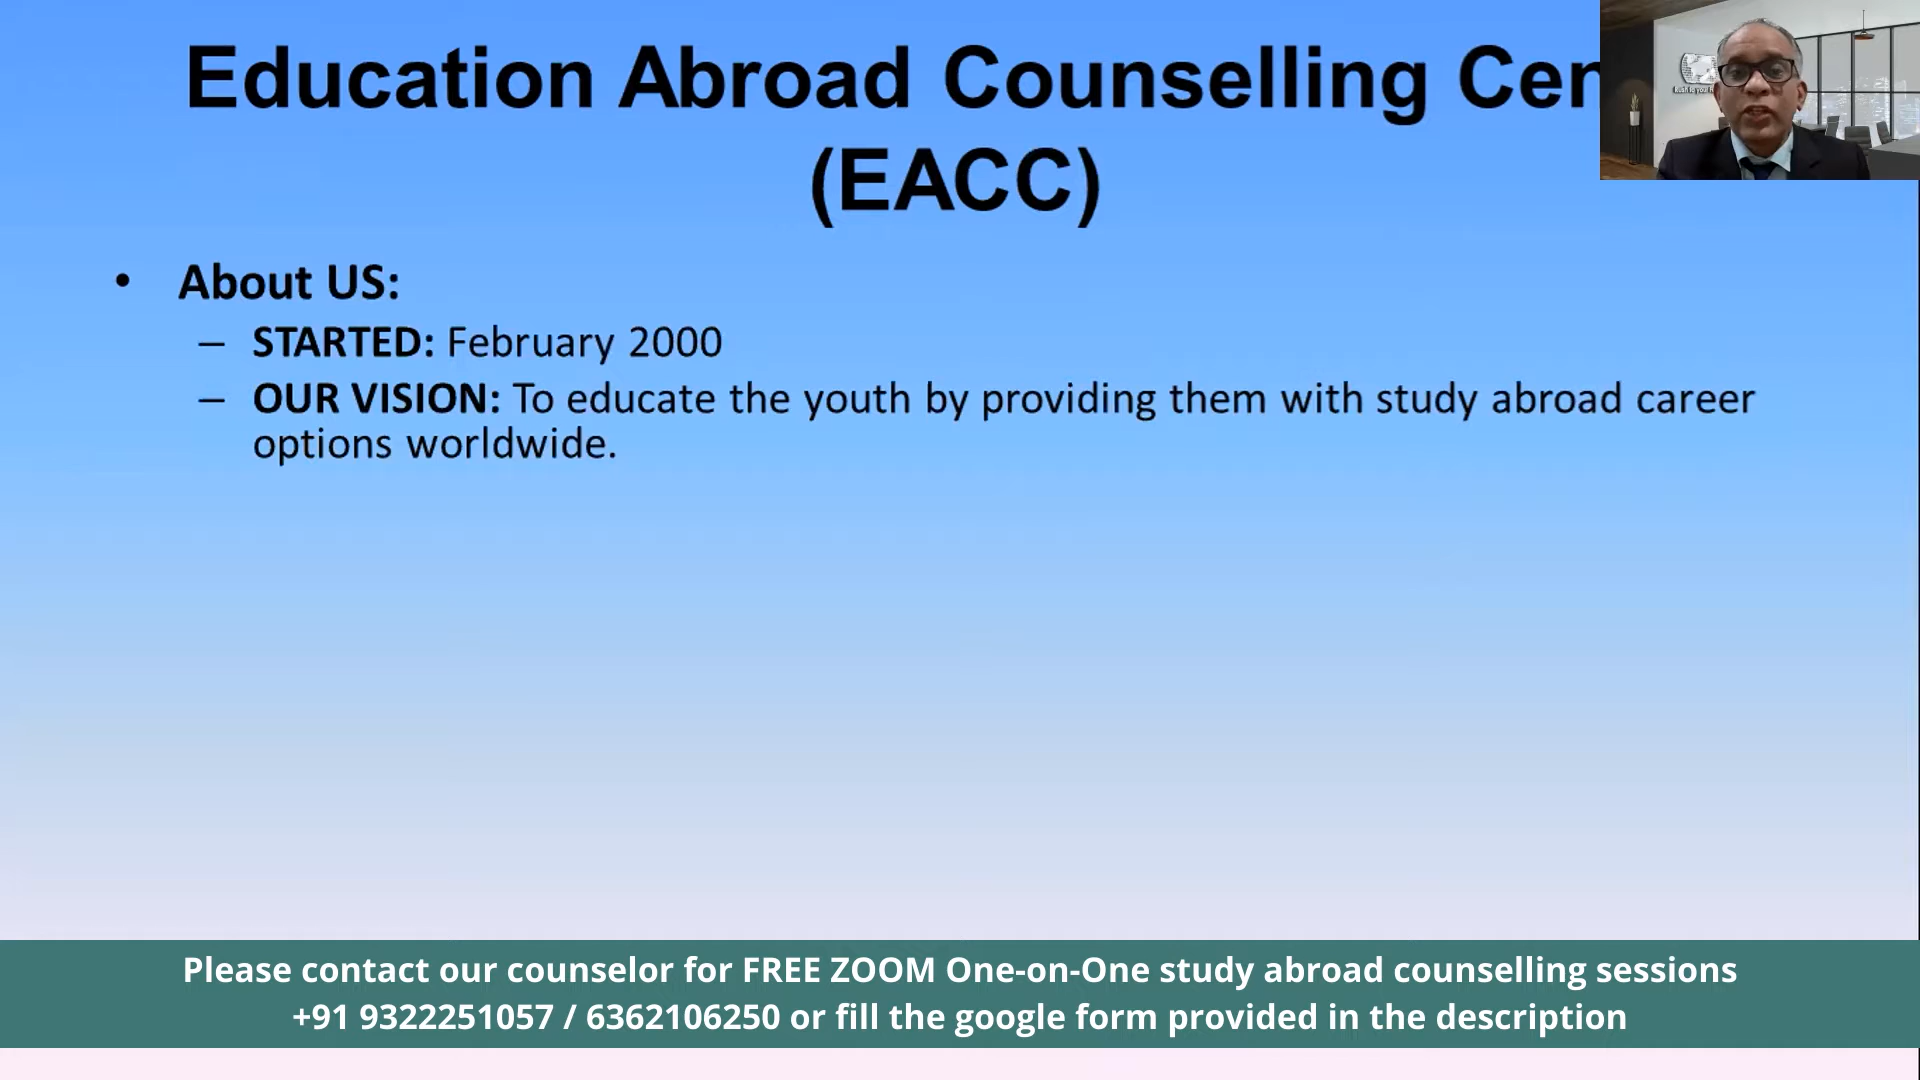 Education Abroad Counselling Cen
(EACC)
• About US:
– STARTED: February 2000
– OUR VISION: To educate the youth by providing them with study abroad career
options worldwide.
Please contact our counselor for FREE ZOOM One-on-One study abroad counselling sessions
+91 9322251057 / 6362106250 or fill the google form provided in the description